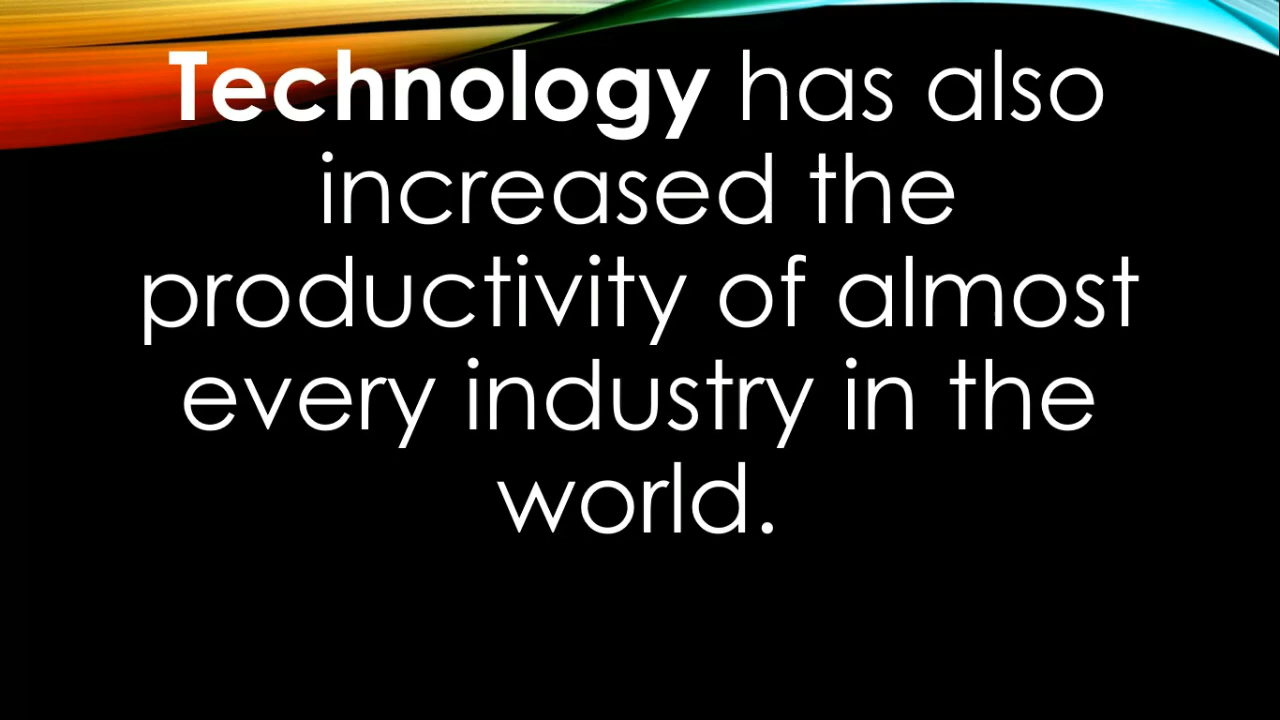 Technology has also
increased the
productivity of almost
every industry in the
world.